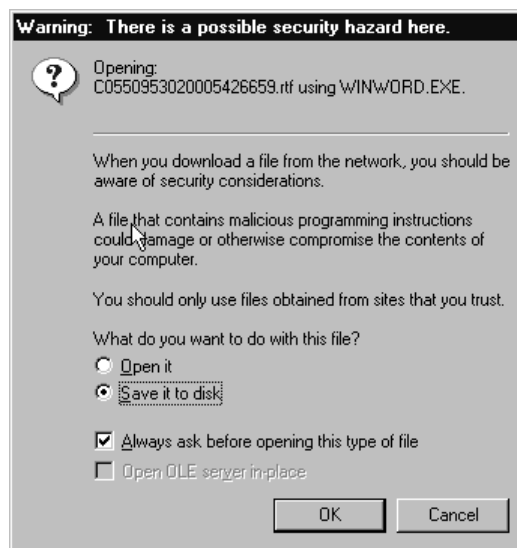 Warning: There is a possible security hazard here.
Opening:
C0550953020005426659.rtf using WINWORD.EXE.
When you download a file from the network, you should be
aware of security considerations.
A file that contains malicious programming instructions
could damage or otherwise compromise the contents of
your computer.
You should only use files obtained from sites that you trust.
What do you want to do with this file?
Open it
Save it to disk
Always ask before opening this type of file
Open OLE server in-place
OK Cancel